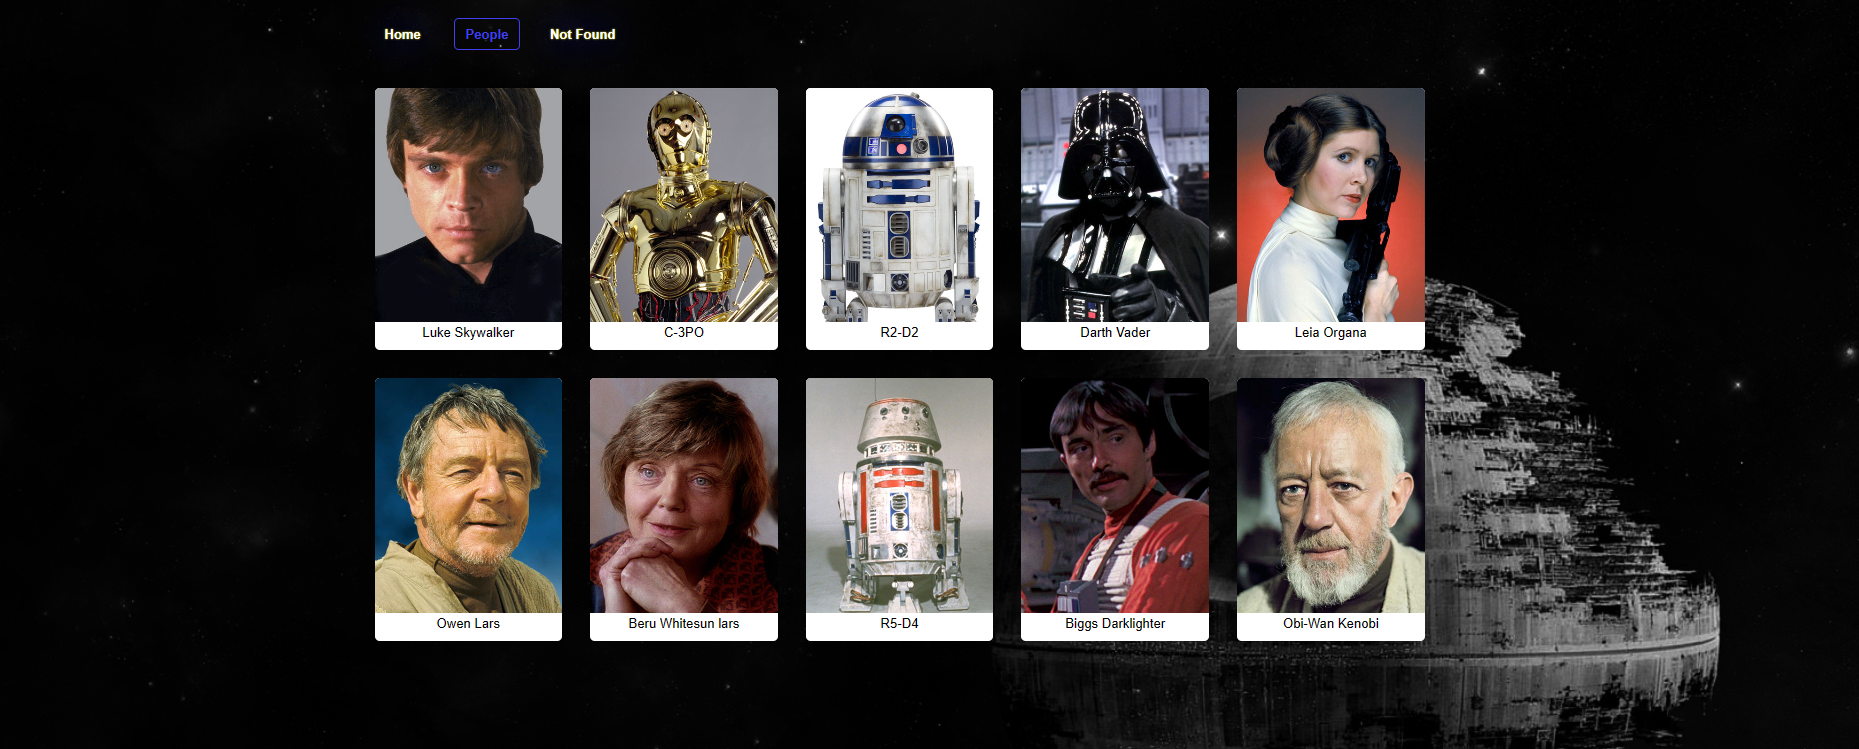 Home People Not Found
Luke Skywalker C-3PO R2-D2 Darth Vader Leia Organa
Owen Lars Beru Whitesun lars R5-D4 Biggs Darklighter Obi-Wan Kenobi